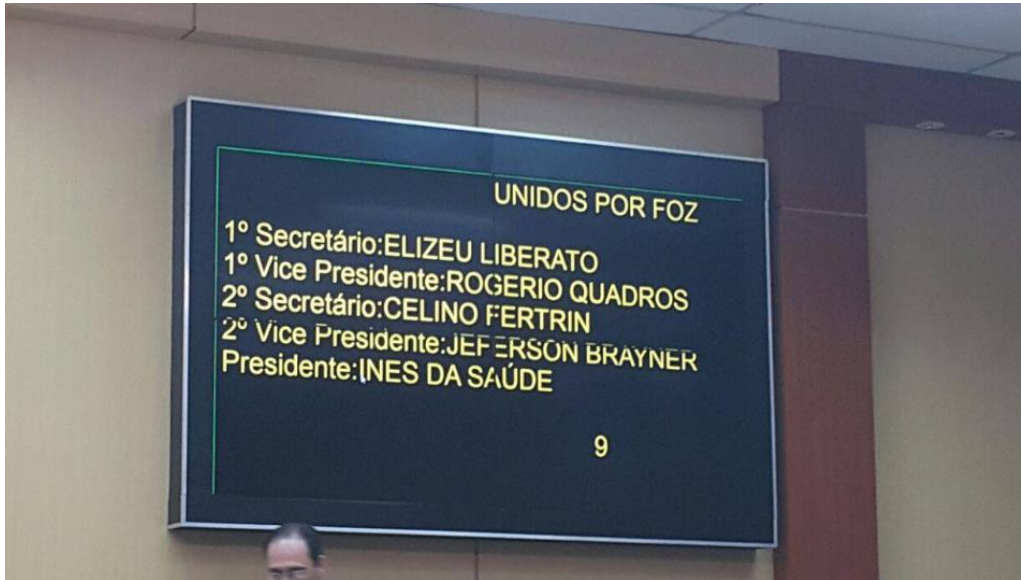 UNIDOS POR FOZ
1º Secretário:ELIZEU LIBERATO
1º Vice Presidente:ROGERIO QUADROS
2º Secretário:CELINO FERTRIN
2º Vice Presidente:JEFERSON BRAYNER
Presidente:INES DA SAÚDE
9